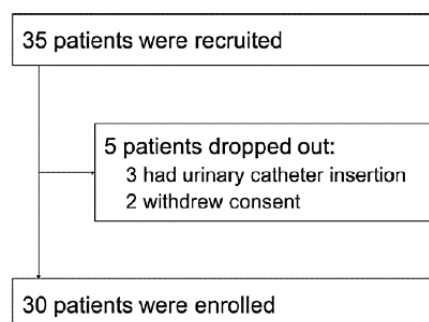 35 patients were recruited
5 patients dropped out:
3 had urinary catheter insertion
2 withdrew consent
30 patients were enrolled